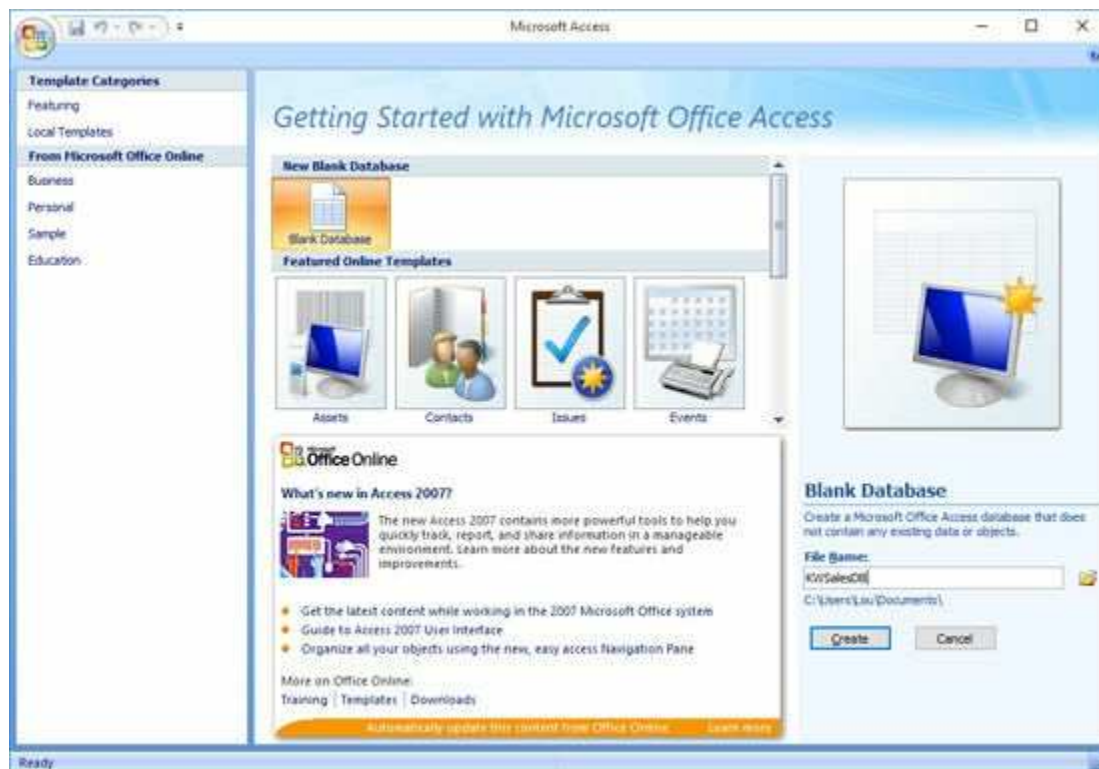 Microsoft Access
Template Categories
Featuring
Local Templates
From Microsoft Office Online
Business
Personal
Sample
Education
Getting Started with Microsoft Office Access
New Blank Database
Blank Database
Featured Online Templates
Assets
Contacts
Issues
Events
Microsoft
Office Online
What's new in Access 2007?
The new Access 2007 contains more powerful tools to help you
quickly track, report, and share information in a manageable
environment. Learn more about the new features and
improvements.
Get the latest content while working in the 2007 Microsoft Office system
Guide to Access 2007 User Interface
Organize all your objects using the new, easy access Navigation Pane
More on Office Online:
Training | Templates | Downloads
Automatically update this content from Office Online Learn more
Blank Database
Create a Microsoft Office Access database that does
not contain any existing data or objects.
File Name:
KWSalesDB
C:\Users\Lou\Documents\
Create Cancel
Ready